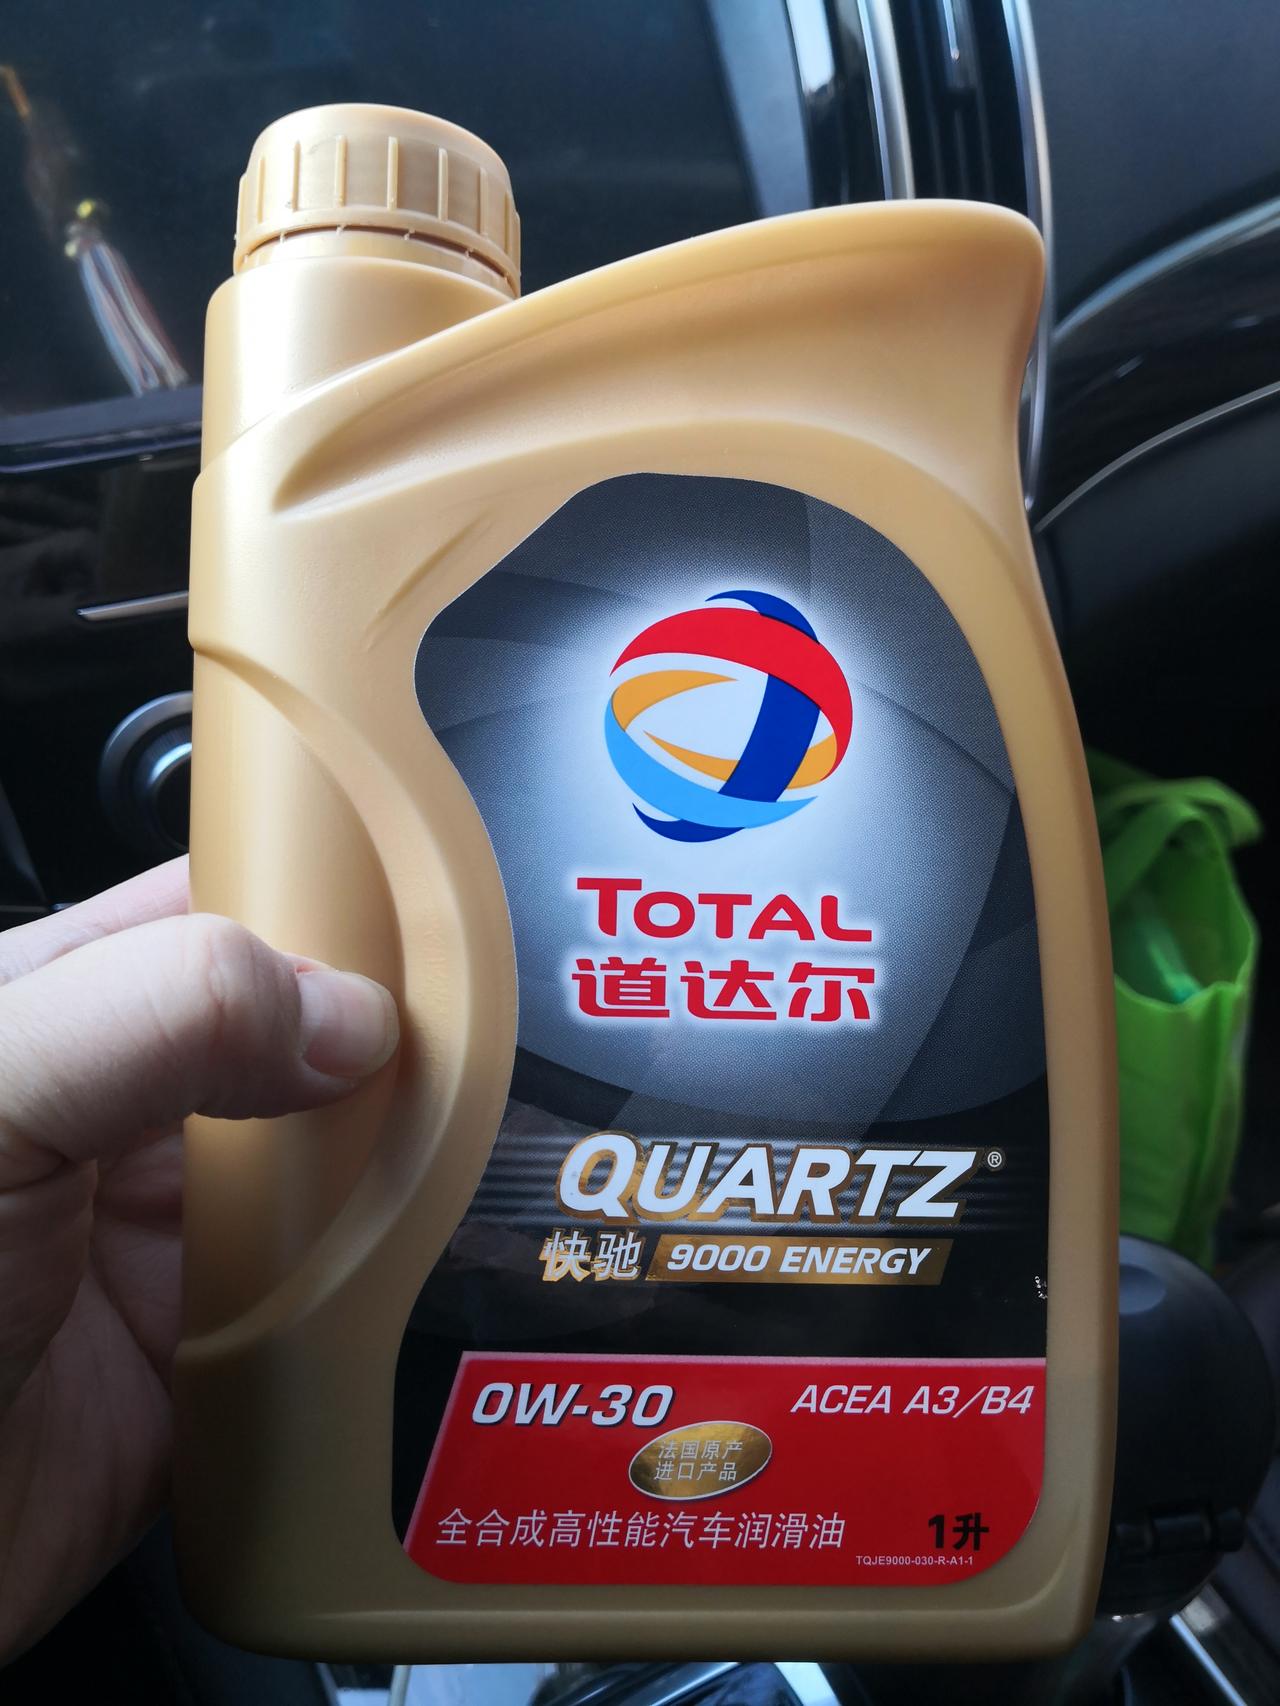 TOTAL
道达尔
QUARTZ®
快驰 9000 ENERGY
0W-30 ACEA A3/B4
法国原产
进口产品
全合成高性能汽车润滑油 1升
TQJE9000-030-R-A1-1